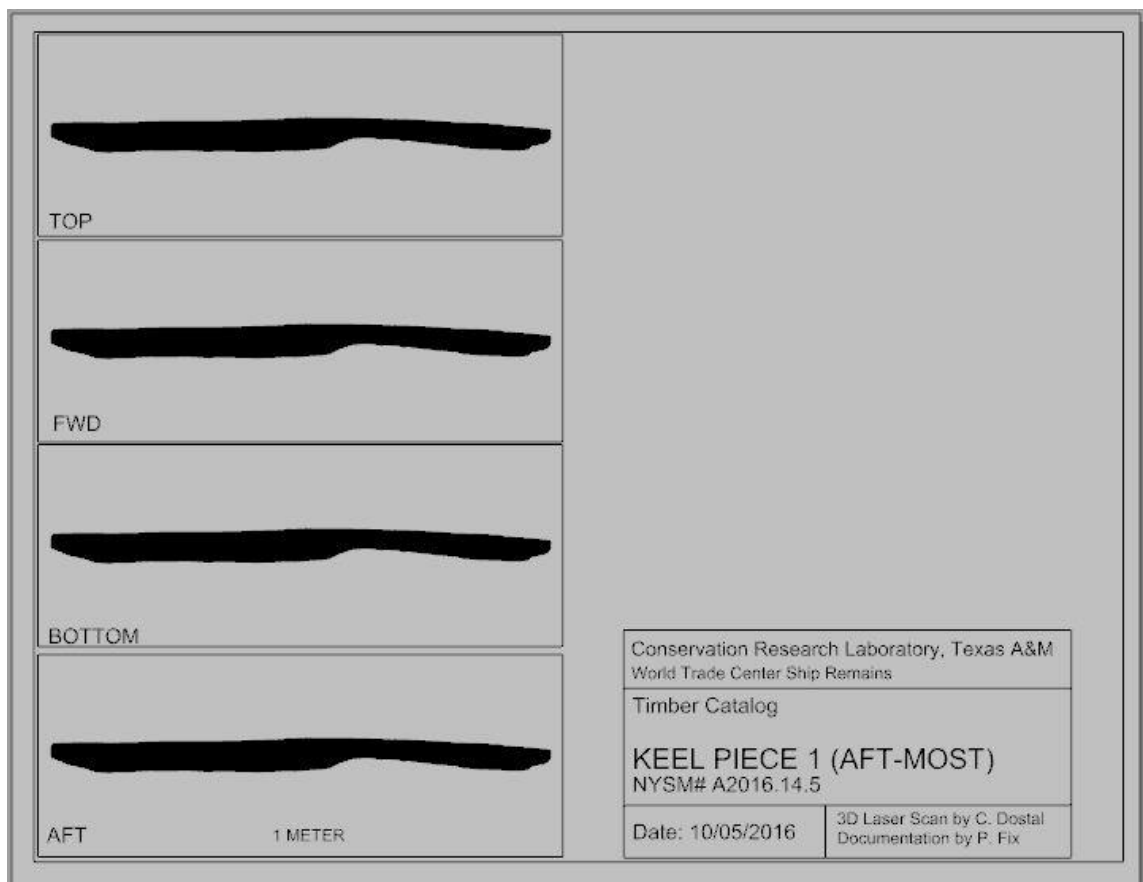 TOP
FWD
BOTTOM
AFT
1 METER
Conservation Research Laboratory, Texas A&M
World Trade Center Ship Remains
Timber Catalog
KEEL PIECE 1 (AFT-MOST)
NYSM# A2016.14.5
Date: 10/05/2016
3D Laser Scan by C. Dostal
Documentation by P. Fix